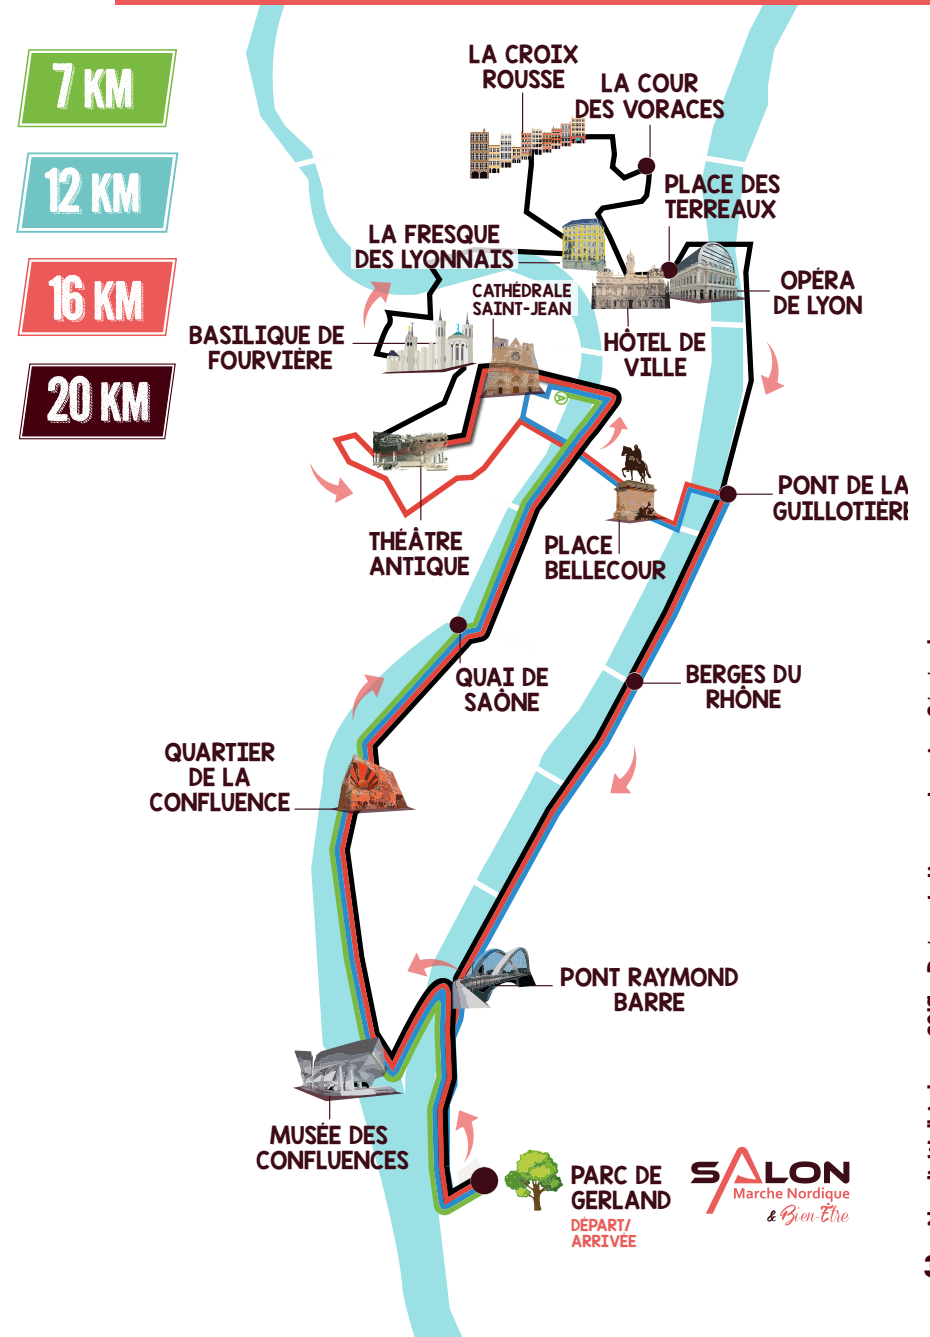 7 KM
12 KM
16 KM
20 KM
LA CROIX
ROUSSE
LA COUR
DES VORACES
PLACE DES
TERREAUX
LA FRESQUE
DES LYONNAIS
CATHÉDRALE
SAINT-JEAN
OPÉRA
DE LYON
BASILIQUE DE
FOURVIÈRE
HÔTEL DE
VILLE
PONT DE LA
GUILLOTIÈRE
THÉÂTRE
ANTIQUE
PLACE
BELLECOUR
QUAI DE
SAÔNE
BERGES DU
RHÔNE
QUARTIER
DE LA
CONFLUENCE
PONT RAYMOND
BARRE
MUSÉE DES
CONFLUENCES
PARC DE
GERLAND
DÉPART/
ARRIVÉE
SALON
Marche Nordique
& Bien-Être